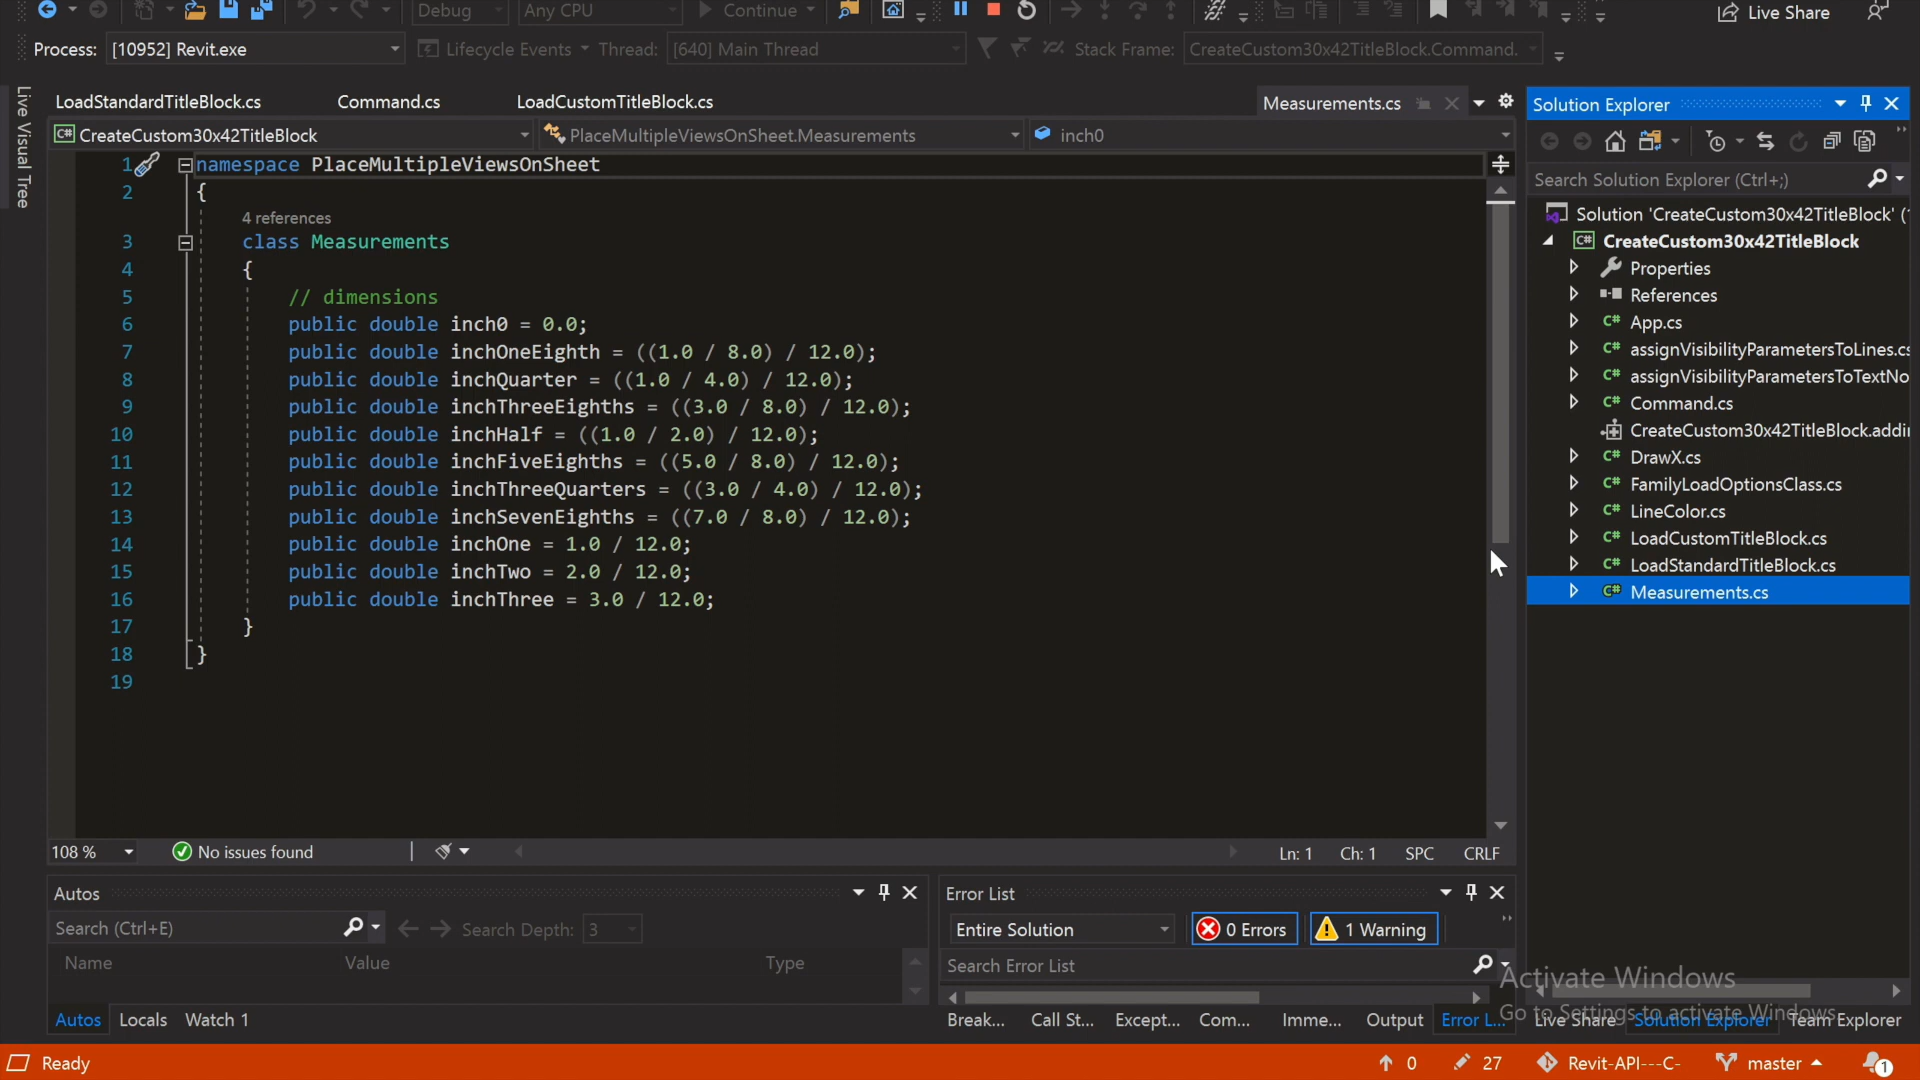 Debug Any CPU Continue Live Share
Process: [10952] Revit.exe Lifecycle Events Thread: [640] Main Thread Stack Frame: CreateCustom30x42TitleBlock.Command.
Live Visual Tree
LoadStandardTitleBlock.cs Command.cs LoadCustomTitleBlock.cs Measurements.cs
CreateCustom30x42TitleBlock PlaceMultipleViewsOnSheet.Measurements inch0
1 namespace PlaceMultipleViewsOnSheet
2 {
4 references
3 class Measurements
4 {
5 // dimensions
6 public double inch0 = 0.0;
7 public double inchOneEighth = ((1.0 / 8.0) / 12.0);
8 public double inchQuarter = ((1.0 / 4.0) / 12.0);
9 public double inchThreeEighths = ((3.0 / 8.0) / 12.0);
10 public double inchHalf = ((1.0 / 2.0) / 12.0);
11 public double inchFiveEighths = ((5.0 / 8.0) / 12.0);
12 public double inchThreeQuarters = ((3.0 / 4.0) / 12.0);
13 public double inchSevenEighths = ((7.0 / 8.0) / 12.0);
14 public double inchOne = 1.0 / 12.0;
15 public double inchTwo = 2.0 / 12.0;
16 public double inchThree = 3.0 / 12.0;
17 }
18 }
19
108 % No issues found Ln: 1 Ch: 1 SPC CRLF
Solution Explorer
Search Solution Explorer (Ctrl+;)
Solution 'CreateCustom30x42TitleBlock' (
C# CreateCustom30x42TitleBlock
Properties
References
C# App.cs
C# assignVisibilityParametersToLines.cs
C# assignVisibilityParametersToTextNo
C# Command.cs
CreateCustom30x42TitleBlock.addin
C# DrawX.cs
C# FamilyLoadOptionsClass.cs
C# LineColor.cs
C# LoadCustomTitleBlock.cs
C# LoadStandardTitleBlock.cs
C# Measurements.cs
Autos
Search (Ctrl+E) Search Depth: 3
Name Value Type
Autos Locals Watch 1
Error List
Entire Solution 0 Errors 1 Warning
Search Error List
Break... Call St... Except... Com... Imme... Output Error L...
Activate Windows
Go to Settings to activate Windows.
Live Share Solution Explorer Team Explorer
Ready 0 27 Revit-API---C- master 1